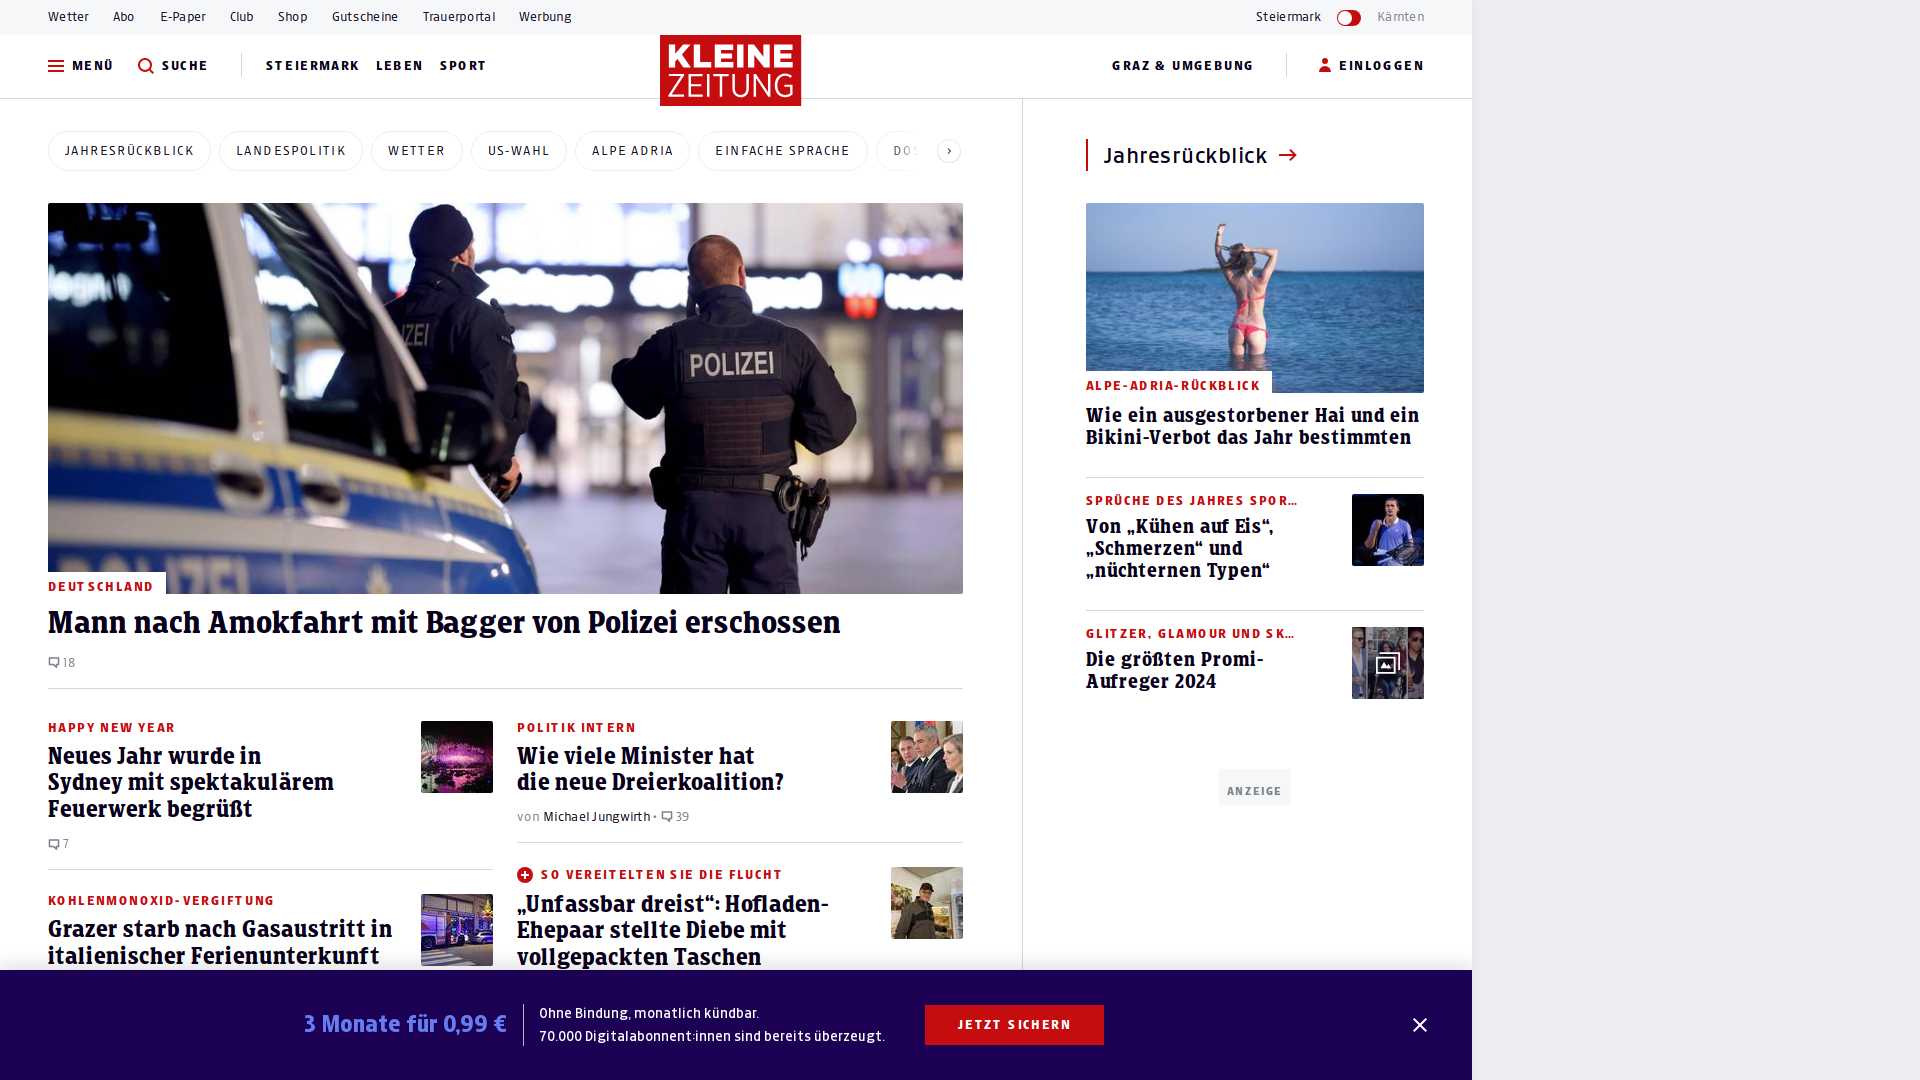 Wetter Abo E-Paper Club Shop Gutscheine Trauerportal Werbung Steiermark Kärnten
MENÜ SUCHE STEIERMARK LEBEN SPORT KLEINE ZEITUNG GRAZ & UMGEBUNG EINLOGGEN
JAHRESRÜCKBLICK LANDESPOLITIK WETTER US-WAHL ALPE ADRIA EINFACHE SPRACHE
POLIZEI
DEUTSCHLAND
Mann nach Amokfahrt mit Bagger von Polizei erschossen
18
HAPPY NEW YEAR
Neues Jahr wurde in
Sydney mit spektakulärem
Feuerwerk begrüßt
7
KOHLENMONOXID-VERGIFTUNG
Grazer starb nach Gasaustritt in
italienischer Ferienunterkunft
POLITIK INTERN
Wie viele Minister hat
die neue Dreierkoalition?
von Michael Jungwirth • 39
SO VEREITELTEN SIE DIE FLUCHT
„Unfassbar dreist“: Hofladen-
Ehepaar stellte Diebe mit
vollgepackten Taschen
Jahresrückblick
ALPE-ADRIA-RÜCKBLICK
Wie ein ausgestorbener Hai und ein
Bikini-Verbot das Jahr bestimmten
SPRÜCHE DES JAHRES SPOR...
Von „Kühen auf Eis“,
„Schmerzen“ und
„nüchternen Typen“
GLITZER, GLAMOUR UND SK...
Die größten Promi-
Aufreger 2024
ANZEIGE
3 Monate für 0,99 €
Ohne Bindung, monatlich kündbar.
70.000 Digitalabonnent:innen sind bereits überzeugt.
JETZT SICHERN